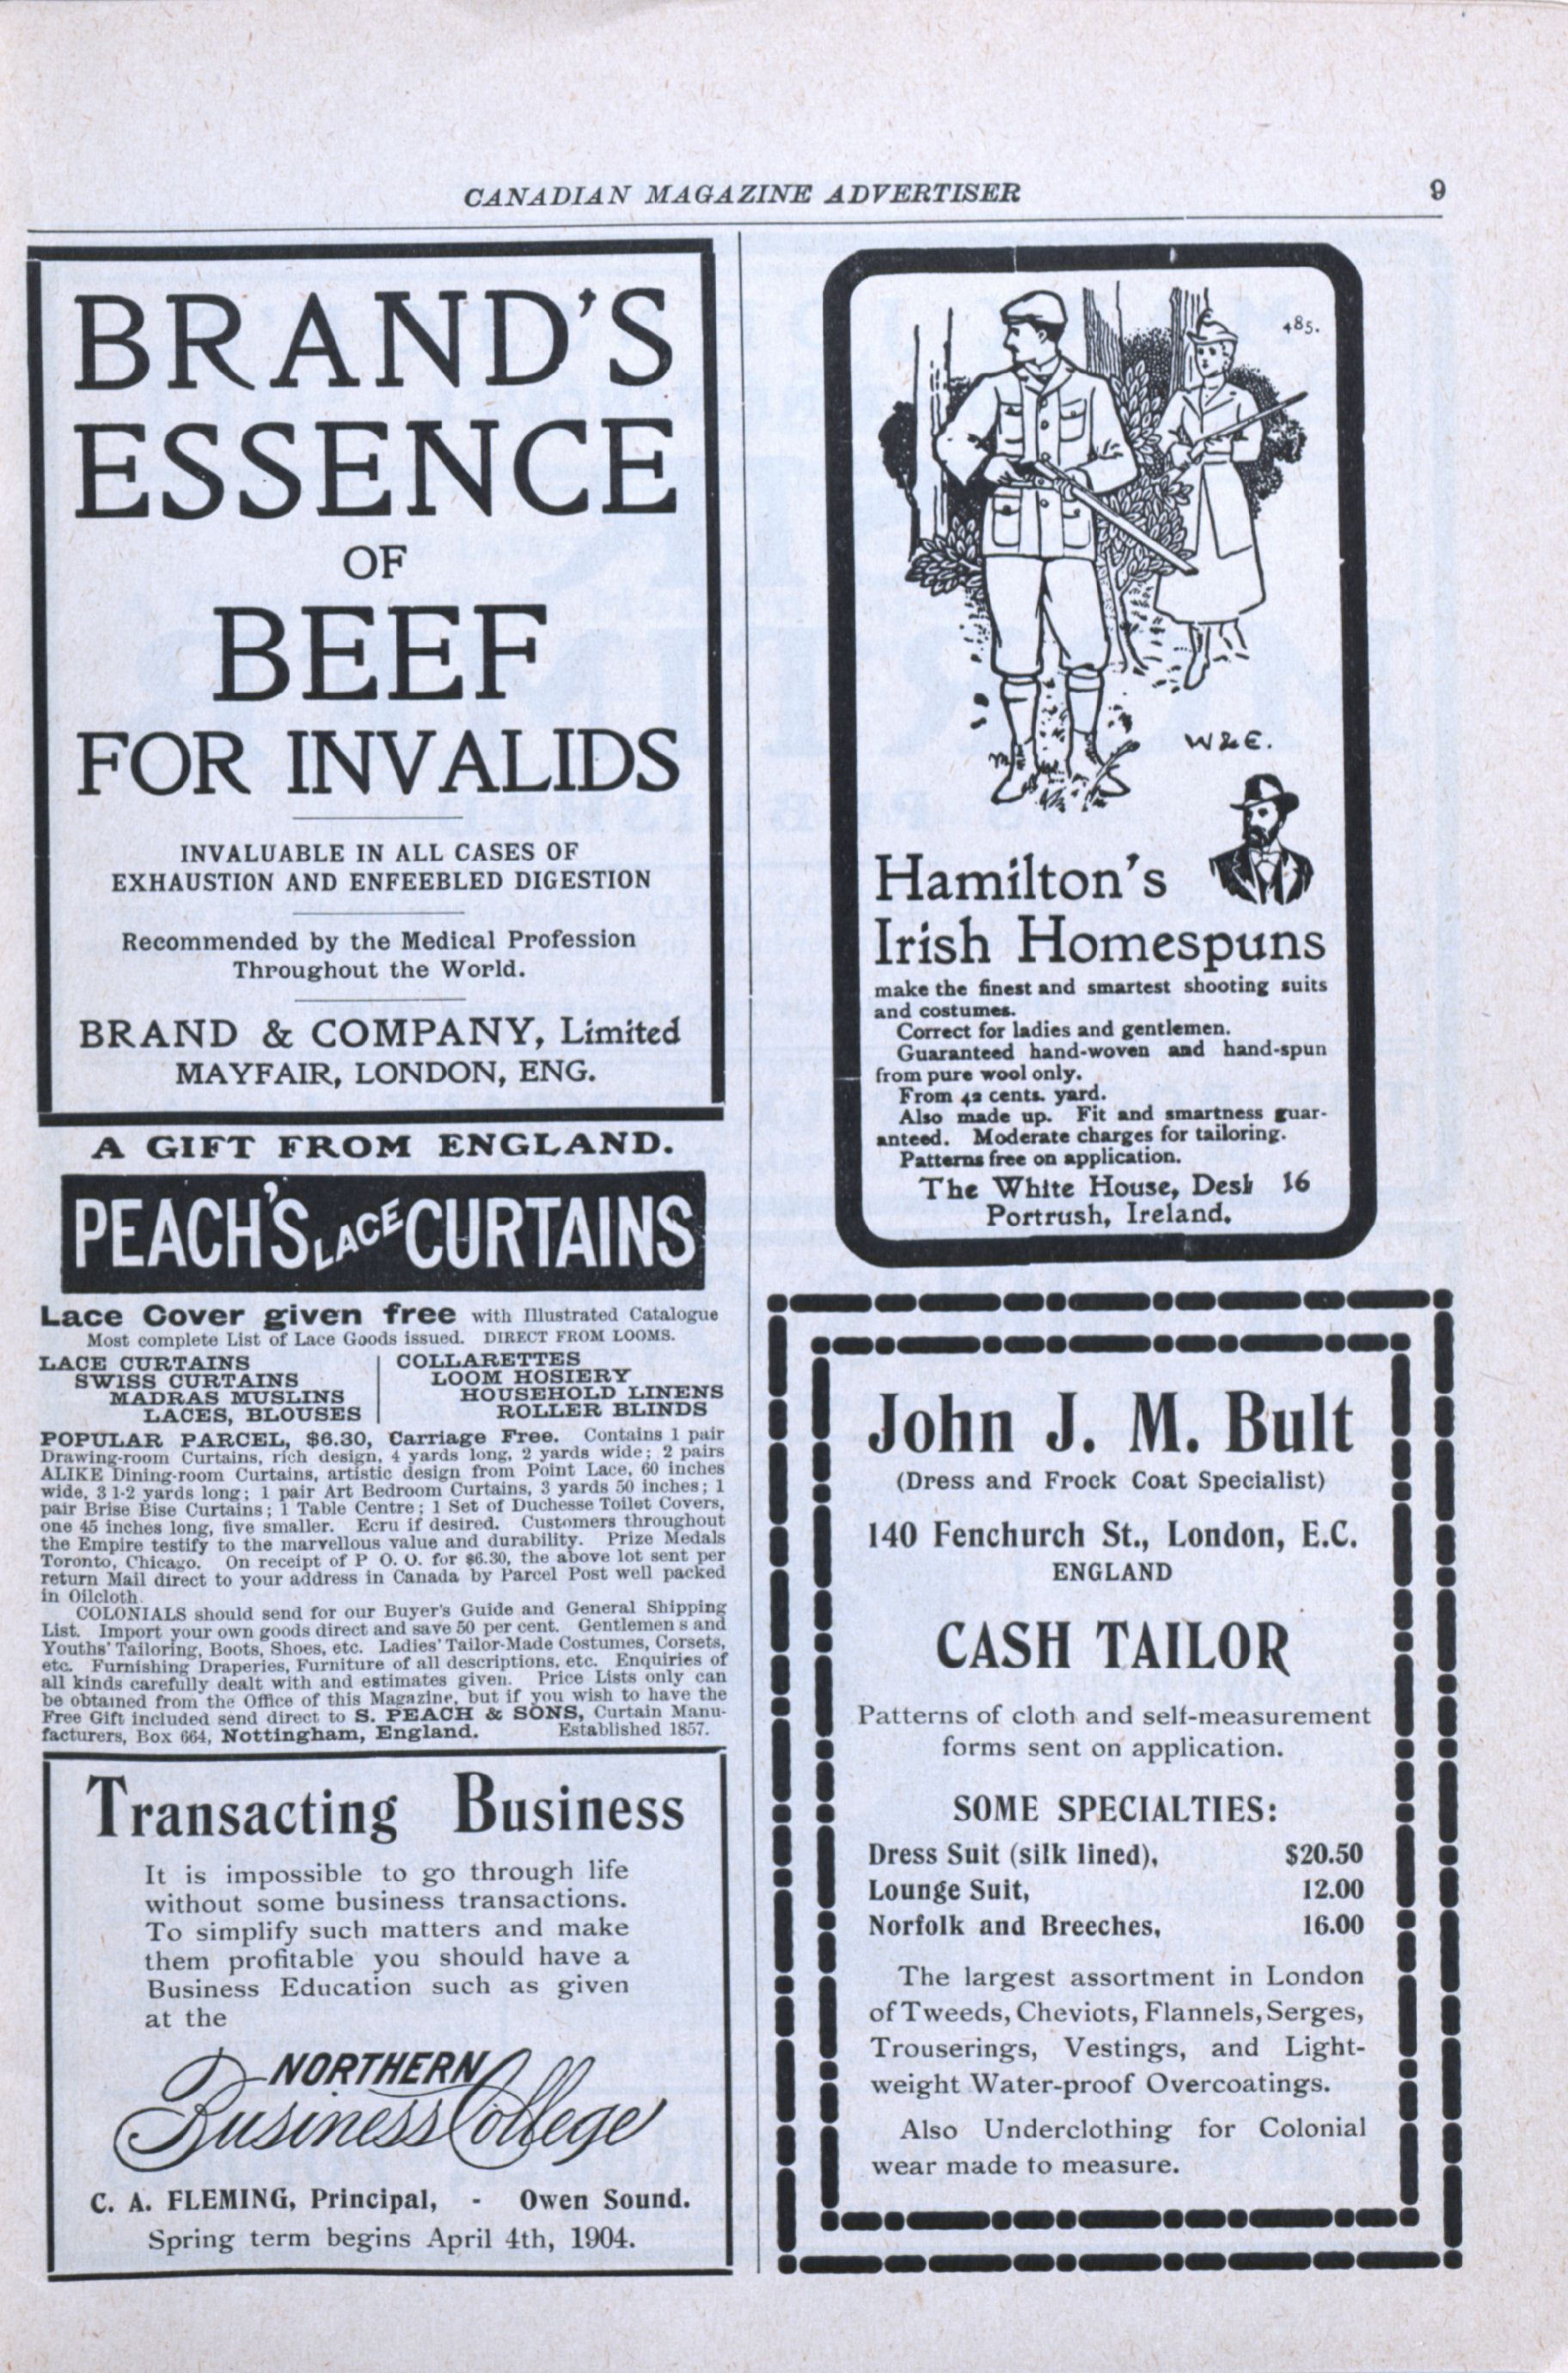 CANADIAN MAGAZINE ADVERTISER 9
BRAND'S
ESSENCE
OF
BEEF
FOR INVALIDS
INVALUABLE IN ALL CASES OF
EXHAUSTION AND ENFEEBLED DIGESTION
Recommended by the Medical Profession
Throughout the World.
BRAND & COMPANY, Limited
MAYFAIR, LONDON, ENG.
A GIFT FROM ENGLAND.
PEACH'S LACE CURTAINS
Lace Cover given free with Illustrated Catalogue
Most complete List of Lace Goods issued. DIRECT FROM LOOMS.
LACE CURTAINS
SWISS CURTAINS
MADRAS MUSLINS
LACES, BLOUSES
COLLARETTES
LOOM HOSIERY
HOUSEHOLD LINENS
ROLLER BLINDS
POPULAR PARCEL, $6.30, Carriage Free. Contains 1 pair
Drawing-room Curtains, rich design, 4 yards long, 2 yards wide; 2 pairs
ALIKE Dining-room Curtains, artistic design from Point Lace, 60 inches
wide, 3 1-2 yards long; 1 pair Art Bedroom Curtains, 3 yards 50 inches; 1
pair Brise Bise Curtains; 1 Table Centre; 1 Set of Duchesse Toilet Covers,
one 45 inches long, five smaller. Ecru if desired. Customers throughout
the Empire testify to the marvellous value and durability. Prize Medals
Toronto, Chicago. On receipt of P O. O. for $6.30, the above lot sent per
return Mail direct to your address in Canada by Parcel Post well packed
in Oilcloth.
COLONIALS should send for our Buyer's Guide and General Shipping
List. Import your own goods direct and save 50 per cent. Gentlemen s and
Youths' Tailoring, Boots, Shoes, etc. Ladies' Tailor-Made Costumes, Corsets,
etc. Furnishing Draperies, Furniture of all descriptions, etc. Enquiries of
all kinds carefully dealt with and estimates given. Price Lists only can
be obtained from the Office of this Magazine, but if you wish to have the
Free Gift included send direct to S. PEACH & SONS, Curtain Manu-
facturers, Box 664, Nottingham, England. Established 1857.
Transacting Business
It is impossible to go through life
without some business transactions.
To simplify such matters and make
them profitable you should have a
Business Education such as given
at the
NORTHERN
Business College
C. A. FLEMING, Principal, - Owen Sound.
Spring term begins April 4th, 1904.
485.
W & E.
Hamilton's
Irish Homespuns
make the finest and smartest shooting suits
and costumes.
Correct for ladies and gentlemen.
Guaranteed hand-woven and hand-spun
from pure wool only.
From 42 cents. yard.
Also made up. Fit and smartness guar-
anteed. Moderate charges for tailoring.
Patterns free on application.
The White House, Desk 16
Portrush, Ireland.
John J. M. Bult
(Dress and Frock Coat Specialist)
140 Fenchurch St., London, E.C.
ENGLAND
CASH TAILOR
Patterns of cloth and self-measurement
forms sent on application.
SOME SPECIALTIES:
Dress Suit (silk lined), $20.50
Lounge Suit, 12.00
Norfolk and Breeches, 16.00
The largest assortment in London
of Tweeds, Cheviots, Flannels, Serges,
Trouserings, Vestings, and Light-
weight Water-proof Overcoatings.
Also Underclothing for Colonial
wear made to measure.